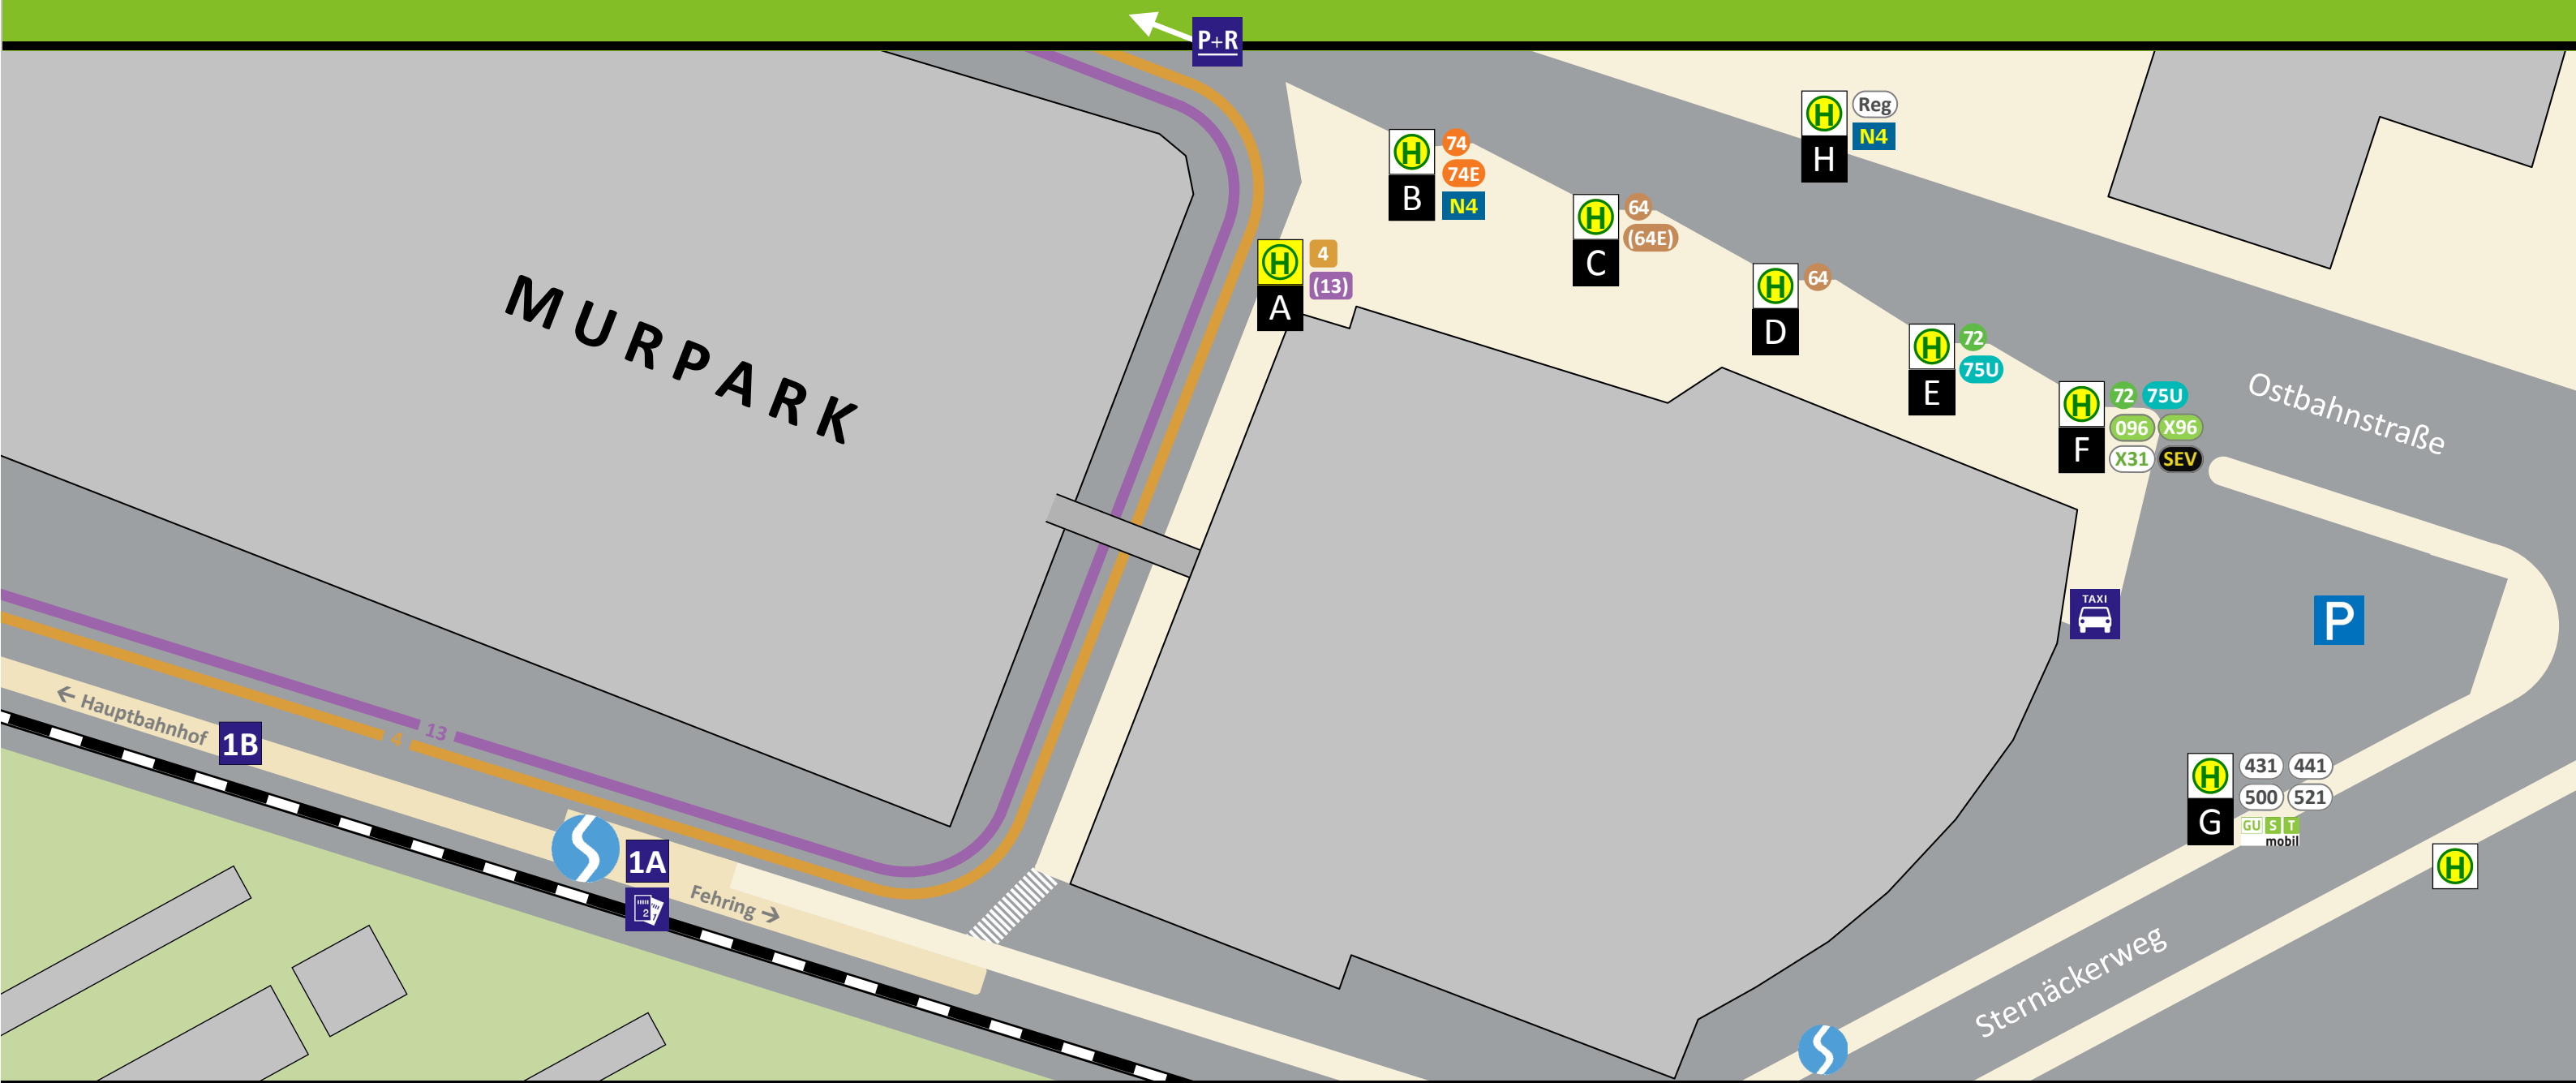 P+R
H
Reg
N4
H
H
74
74E
N4
B
H
64
(64E)
C
H
4
(13)
A
H
64
D
H
72
75U
E
H
72 75U
096 X96
X31 SEV
F
Ostbahnstraße
MURPARK
TAXI
P
← Hauptbahnhof
1B
13
4
1A
2
Fehring →
H
431 441
500 521
GU S T
mobil
G
H
Sternäckerweg